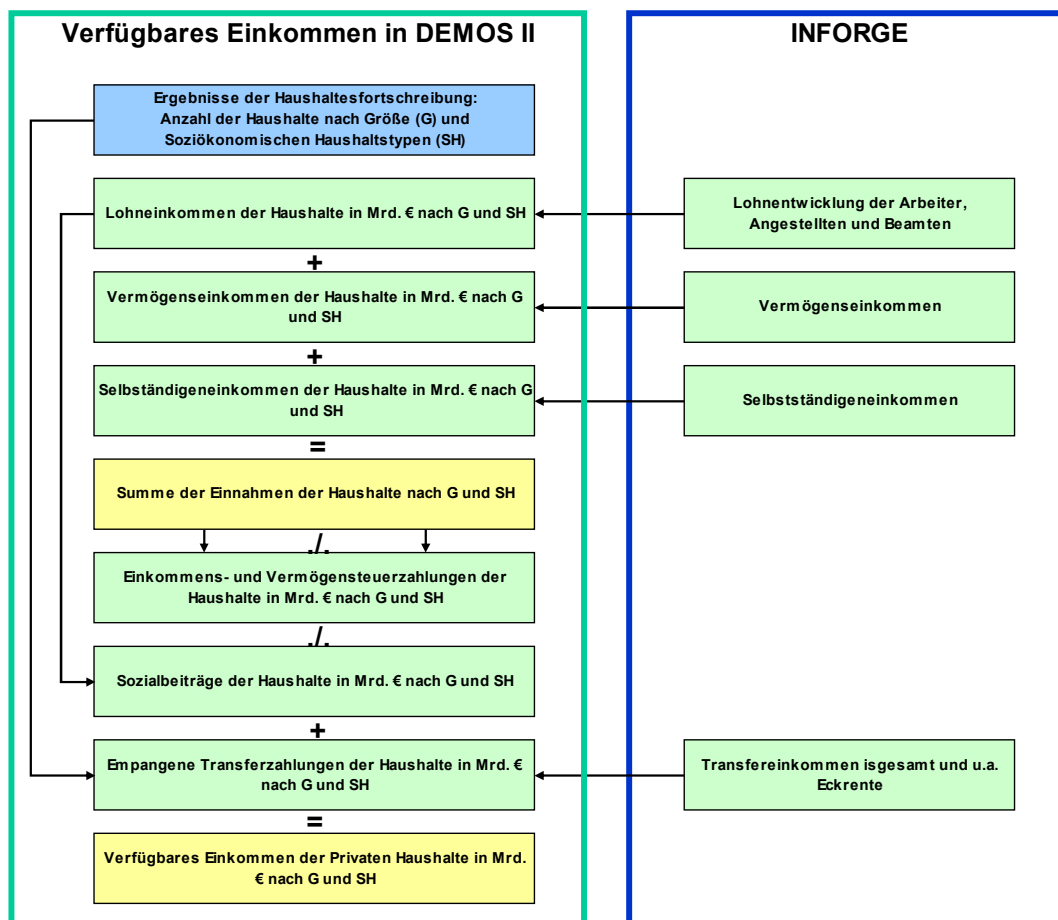 Verfügbares Einkommen in DEMOS II
Ergebnisse der Haushaltesfortschreibung:
Anzahl der Haushalte nach Größe (G) und
Soziökonomischen Haushaltstypen (SH)
Lohneinkommen der Haushalte in Mrd. € nach G und SH
+
Vermögenseinkommen der Haushalte in Mrd. € nach G
und SH
+
Selbständigeneinkommen der Haushalte in Mrd. € nach G
und SH
=
Summe der Einnahmen der Haushalte nach G und SH
./.
Einkommens- und Vermögensteuerzahlungen der
Haushalte in Mrd. € nach G und SH
./.
Sozialbeiträge der Haushalte in Mrd. € nach G und SH
+
Empangene Transferzahlungen der Haushalte in Mrd. €
nach G und SH
=
Verfügbares Einkommen der Privaten Haushalte in Mrd.
€ nach G und SH
INFORGE
Lohnentwicklung der Arbeiter,
Angestellten und Beamten
Vermögenseinkommen
Selbstständigeneinkommen
Transfereinkommen isgesamt und u.a.
Eckrente